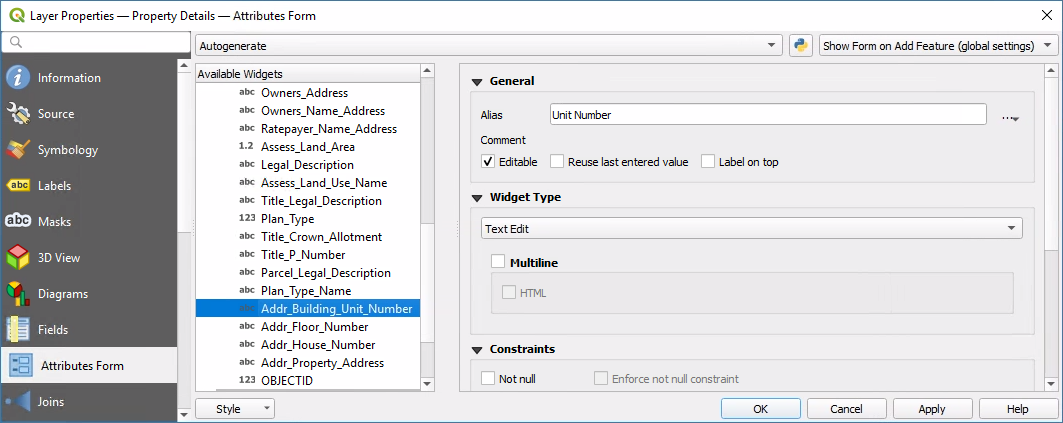 Layer Properties — Property Details — Attributes Form
Autogenerate
Show Form on Add Feature (global settings)
Information
Source
Symbology
abc Labels
abc Masks
3D View
Diagrams
Fields
Attributes Form
Joins
Available Widgets
abc Owners_Address
abc Owners_Name_Address
abc Ratepayer_Name_Address
1.2 Assess_Land_Area
abc Legal_Description
abc Assess_Land_Use_Name
abc Title_Legal_Description
123 Plan_Type
abc Title_Crown_Allotment
abc Title_P_Number
abc Parcel_Legal_Description
abc Plan_Type_Name
abc Addr_Building_Unit_Number
abc Addr_Floor_Number
abc Addr_House_Number
abc Addr_Property_Address
123 OBJECTID
General
Alias Unit Number ...
Comment
Editable Reuse last entered value Label on top
Widget Type
Text Edit
Multiline
HTML
Constraints
Not null Enforce not null constraint
Style OK Cancel Apply Help